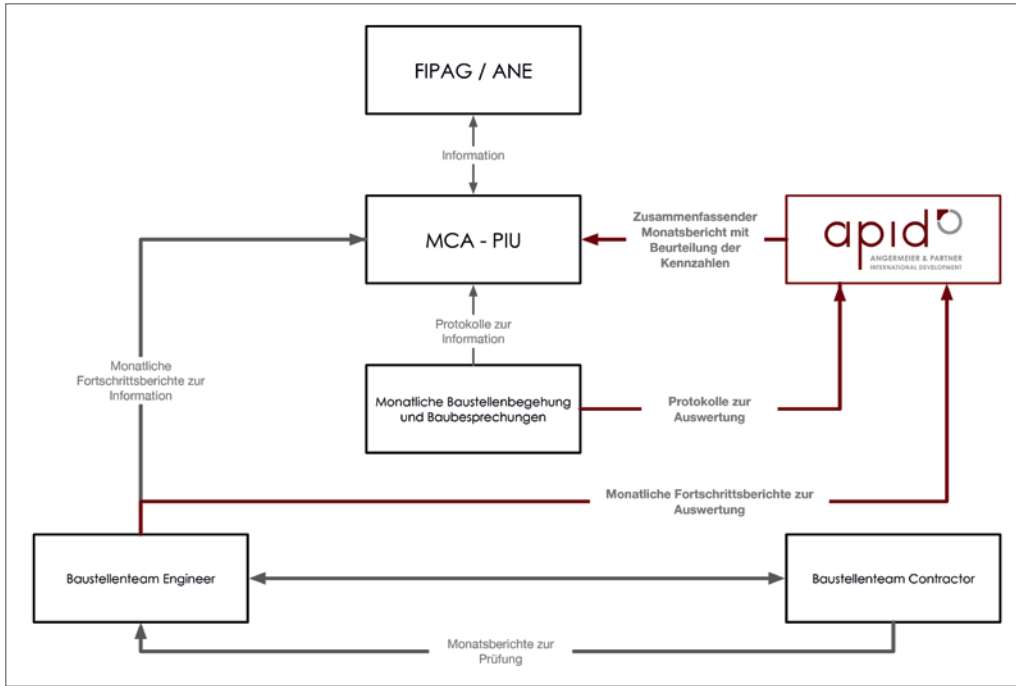 FIPAG / ANE
Information
MCA - PIU
Zusammenfassender
Monatsbericht mit
Beurteilung der
Kennzahlen
apid
ANGERMEIER & PARTNER
INTERNATIONAL DEVELOPMENT
Protokolle zur
Information
Monatliche
Fortschrittsberichte zur
Information
Monatliche Baustellenbegehung
und Baubesprechungen
Protokolle zur
Auswertung
Monatliche Fortschrittsberichte zur
Auswertung
Baustellenteam Engineer
Baustellenteam Contractor
Monatsberichte zur
Prüfung